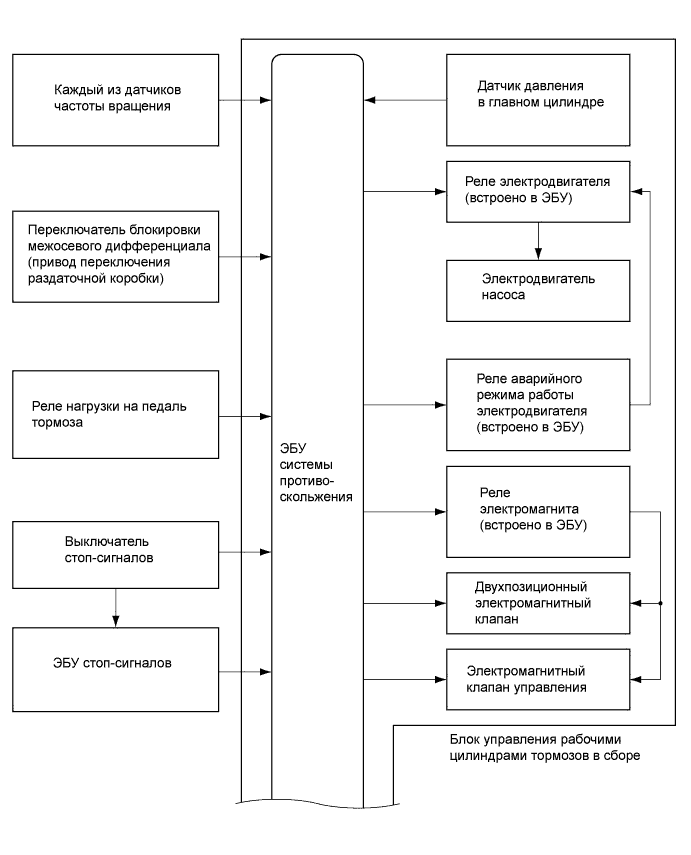 Каждый из датчиков
частоты вращения
Переключатель блокировки
межосевого дифференциала
(привод переключения
раздаточной коробки)
Реле нагрузки на педаль
тормоза
Выключатель
стоп-сигналов
ЭБУ стоп-сигналов
ЭБУ
системы
противо-
скольжения
Датчик давления
в главном цилиндре
Реле электродвигателя
(встроено в ЭБУ)
Электродвигатель
насоса
Реле аварийного
режима работы
электродвигателя
(встроено в ЭБУ)
Реле
электромагнита
(встроено в ЭБУ)
Двухпозиционный
электромагнитный
клапан
Электромагнитный
клапан управления
Блок управления рабочими
цилиндрами тормозов в сборе